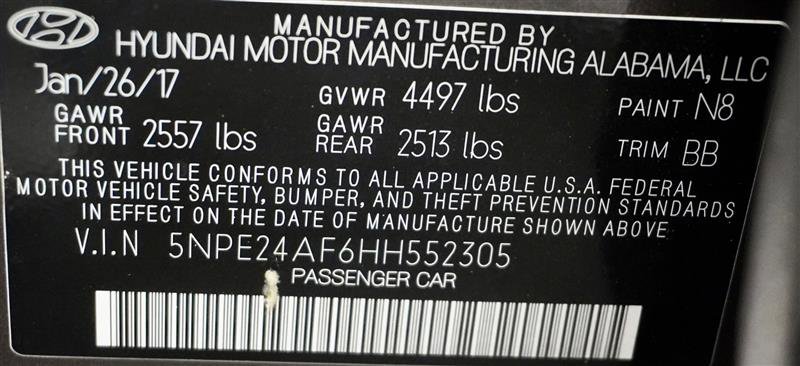 MANUFACTURED BY
HYUNDAI MOTOR MANUFACTURING ALABAMA, LLC
Jan/26/17 GVWR 4497 lbs PAINT N8
GAWR FRONT 2557 lbs GAWR REAR 2513 lbs TRIM BB
THIS VEHICLE CONFORMS TO ALL APPLICABLE U.S.A. FEDERAL
MOTOR VEHICLE SAFETY, BUMPER, AND THEFT PREVENTION STANDARDS
IN EFFECT ON THE DATE OF MANUFACTURE SHOWN ABOVE
V.I.N 5NPE24AF6HH552305
PASSENGER CAR